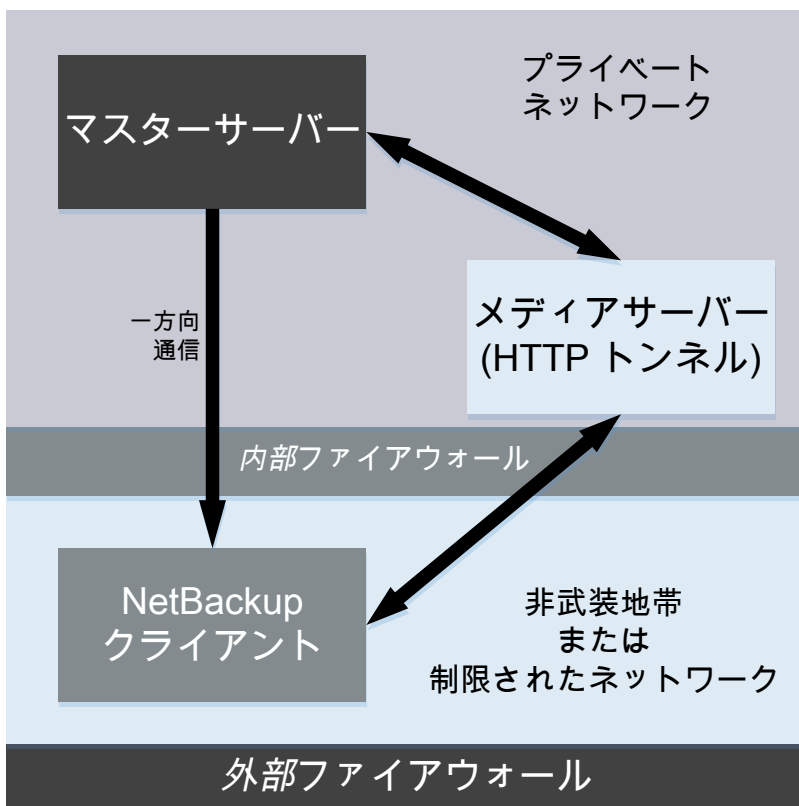 プライベート
ネットワーク
マスターサーバー
メディアサーバー
(HTTP トンネル)
一方向
通信
内部ファイアウォール
NetBackup
クライアント
非武装地帯
または
制限されたネットワーク
外部ファイアウォール